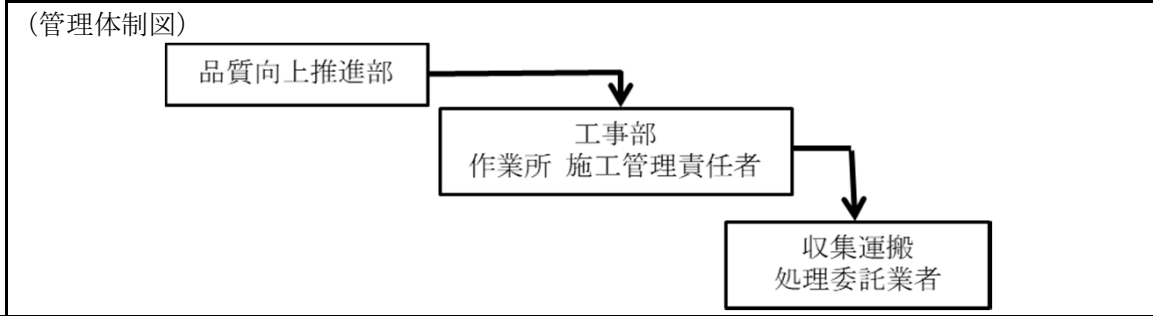 （管理体制図）
品質向上推進部
工事部
作業所 施工管理責任者
収集運搬
処理委託業者